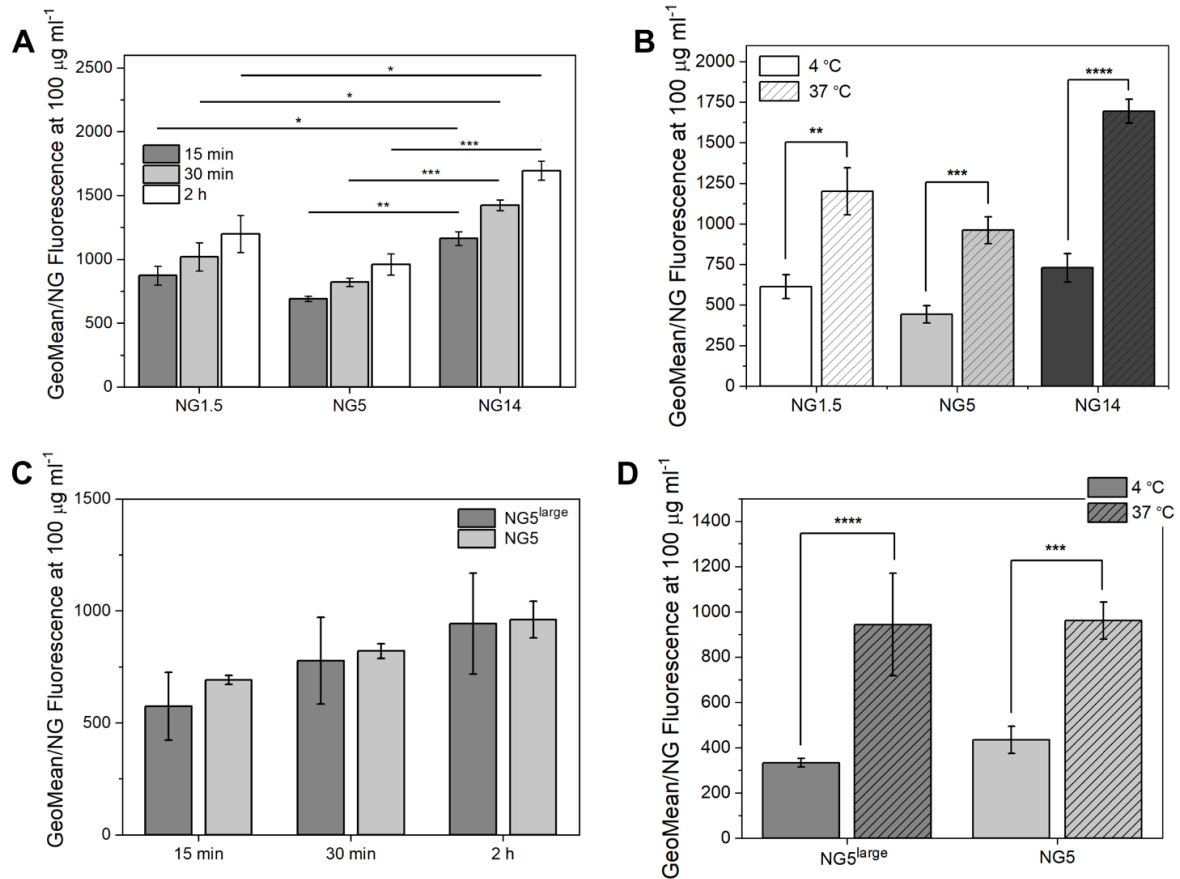 A
GeoMean/NG Fluorescence at 100 μg ml⁻¹
2500
2000
1500
1000
500
0
15 min
30 min
2 h
*
*
*
***
***
**
NG1.5
NG5
NG14
B
GeoMean/NG Fluorescence at 100 μg ml⁻¹
2000
1750
1500
1250
1000
750
500
250
0
4 °C
37 °C
**
***
****
NG1.5
NG5
NG14
C
GeoMean/NG Fluorescence at 100 μg ml⁻¹
1500
1000
500
0
NG5ˡᵃʳᵍᵉ
NG5
15 min
30 min
2 h
D
GeoMean/NG Fluorescence at 100 μg ml⁻¹
1400
1200
1000
800
600
400
200
0
4 °C
37 °C
****
***
NG5ˡᵃʳᵍᵉ
NG5